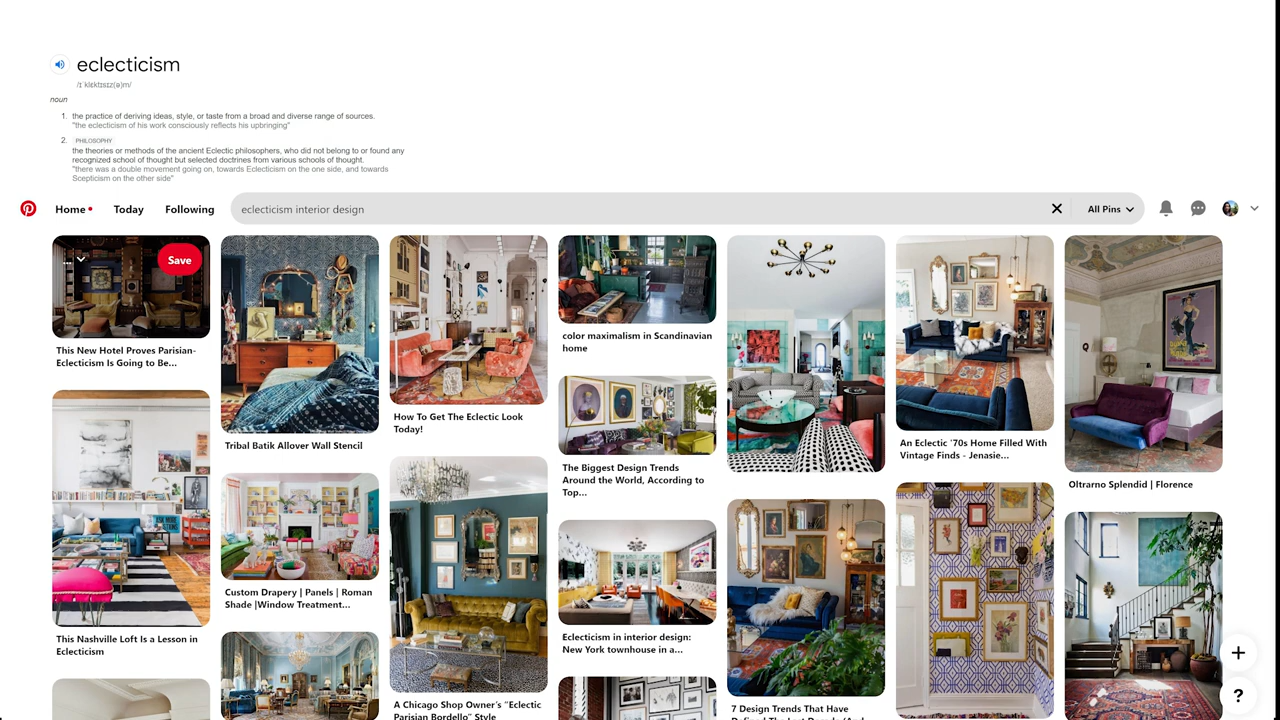 eclecticism
noun
1. the practice of deriving ideas, style, or taste from a broad and diverse range of sources.
"the eclecticism of his work consciously reflects his upbringing"
2. PHILOSOPHY
the theories or methods of the ancient Eclectic philosophers, who did not belong to or found any
recognized school of thought but selected doctrines from various schools of thought.
"there was a double movement going on, towards Eclecticism on the one side, and towards
Scepticism on the other side"
Home Today Following eclecticism interior design All Pins
... Save
This New Hotel Proves Parisian-
Eclecticism Is Going to Be...
This Nashville Loft Is a Lesson in
Eclecticism
Tribal Batik Allover Wall Stencil
Custom Drapery | Panels | Roman
Shade |Window Treatment...
How To Get The Eclectic Look
Today!
A Chicago Shop Owner's "Eclectic
Parisian Bordello" Style
color maximalism in Scandinavian
home
The Biggest Design Trends
Around the World, According to
Top...
Eclecticism in interior design:
New York townhouse in a...
7 Design Trends That Have
Defined The Last Decade (And
An Eclectic '70s Home Filled With
Vintage Finds - Jenasie...
Oltrarno Splendid | Florence
+
?